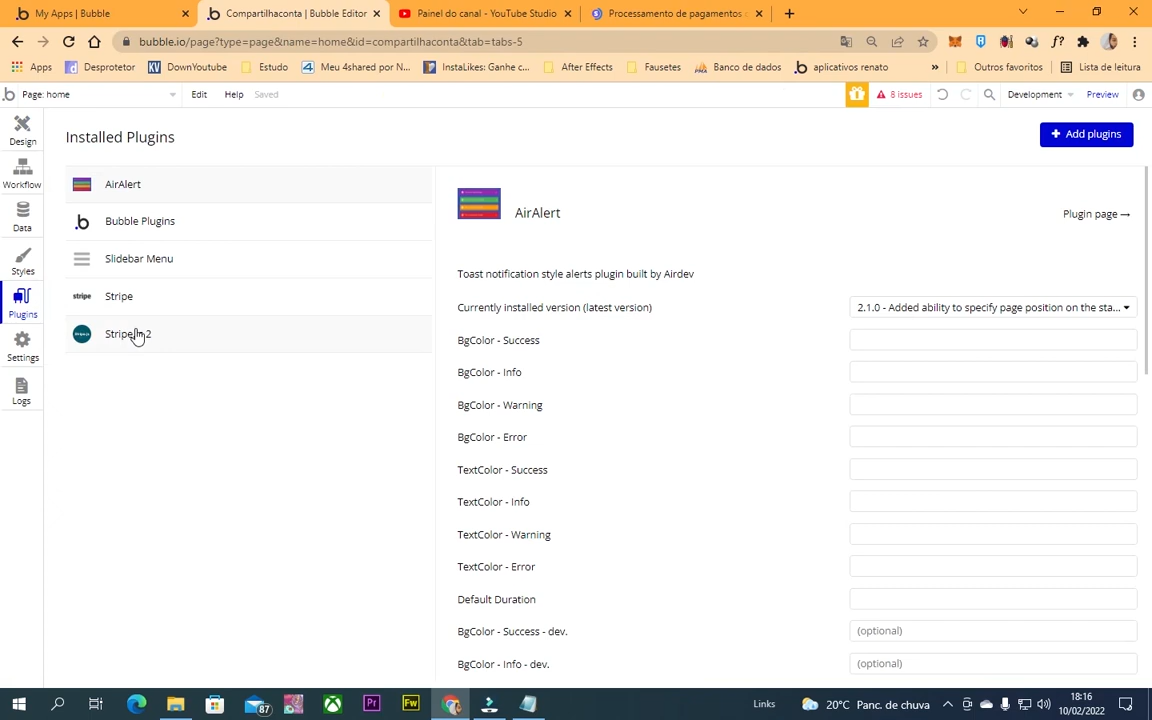 My Apps | Bubble
Compartilhaconta | Bubble Editor
Painel do canal - YouTube Studio
Processamento de pagamentos
bubble.io/page?type=page&name=home&id=compartilhaconta&tab=tabs-5
Apps
Desprotetor
DownYoutube
Estudo
Meu 4shared por N...
InstaLikes: Ganhe c...
After Effects
Fausetes
Banco de dados
aplicativos renato
»
Outros favoritos
Lista de leitura
Page: home
Edit
Help
Saved
8 issues
Development
Preview
Design
Workflow
Data
Styles
Plugins
Settings
Logs
Installed Plugins
+ Add plugins
AirAlert
Bubble Plugins
Slidebar Menu
stripe
Stripe
AirAlert
Plugin page →
Toast notification style alerts plugin built by Airdev
Currently installed version (latest version)
2.1.0 - Added ability to specify page position on the sta...
BgColor - Success
BgColor - Info
BgColor - Warning
BgColor - Error
TextColor - Success
TextColor - Info
TextColor - Warning
TextColor - Error
Default Duration
BgColor - Success - dev.
(optional)
BgColor - Info - dev.
(optional)
87
Pr
Fw
Links
20°C Panc. de chuva
18:16
10/02/2022